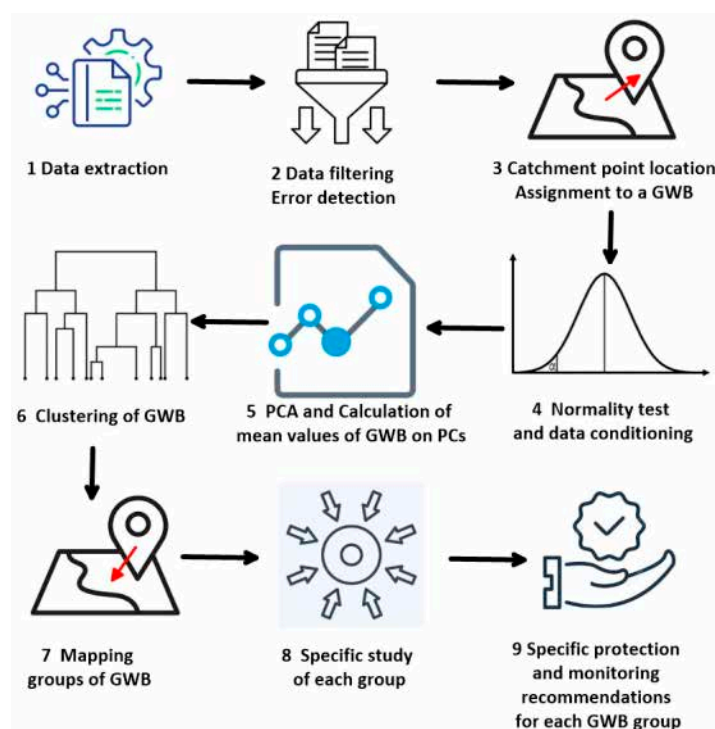 1 Data extraction
2 Data filtering
Error detection
3 Catchment point location
Assignment to a GWB
4 Normality test
and data conditioning
5 PCA and Calculation of
mean values of GWB on PCs
6 Clustering of GWB
7 Mapping
groups of GWB
8 Specific study
of each group
9 Specific protection
and monitoring
recommendations
for each GWB group